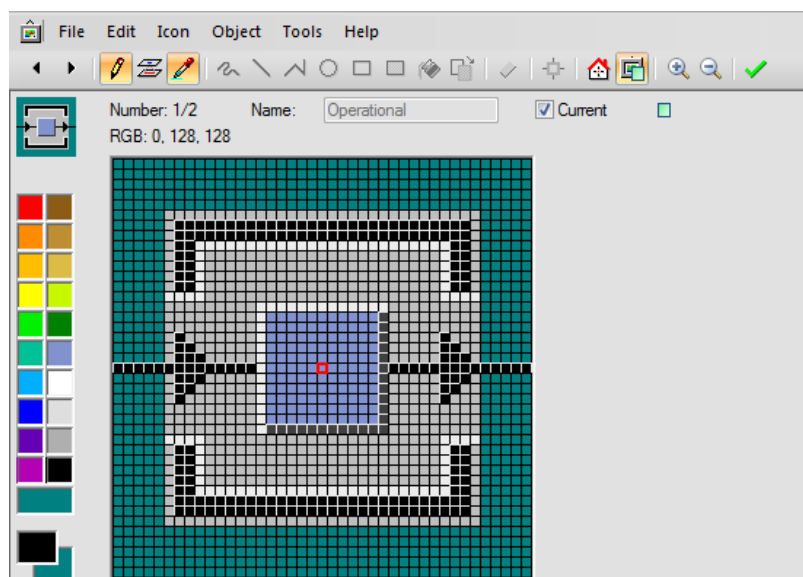 File Edit Icon Object Tools Help
Number: 1/2 Name: Operational Current
RGB: 0, 128, 128